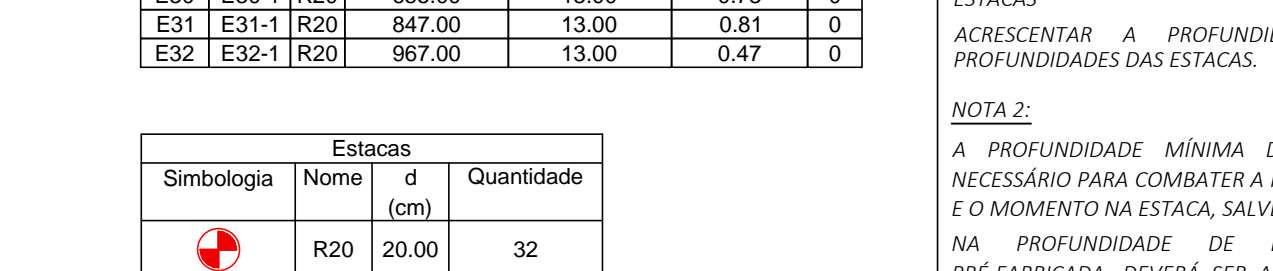 E31 E31-1 R20 847.00 13.00 0.81 0
E32 E32-1 R20 967.00 13.00 0.47 0
Estacas
Simbologia Nome d (cm) Quantidade
R20 20.00 32
ESTACAS
ACRESCENTAR A
PROFUNDIDADES DAS ESTACAS.
NOTA 2:
A PROFUNDIDADE MÍNIMA
NECESSÁRIO PARA COMBATER A
E O MOMENTO NA ESTACA,
NA PROFUNDIDADE DE